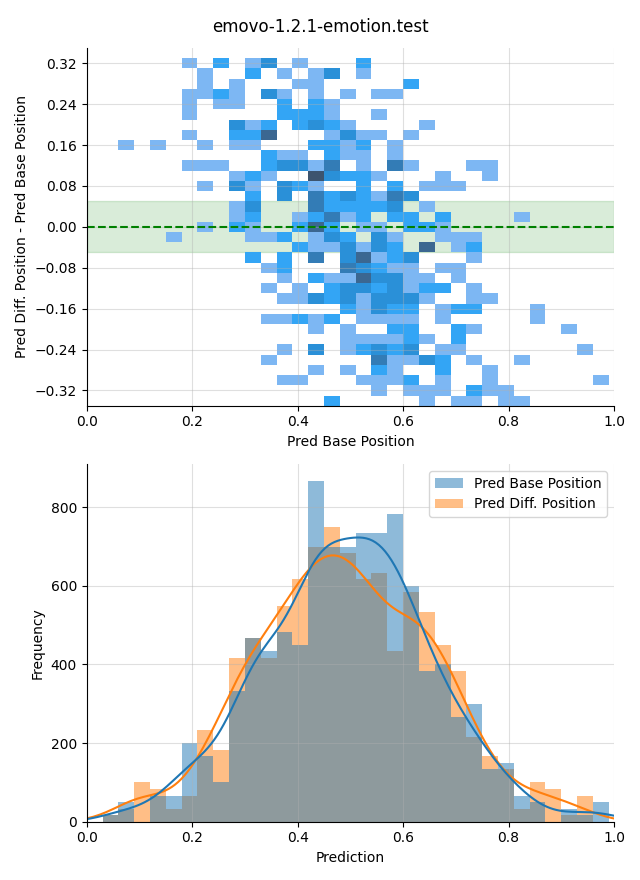 emovo-1.2.1-emotion.test
Pred Diff. Position - Pred Base Position
0.32
0.24
0.16
0.08
0.00
−0.08
−0.16
−0.24
−0.32
0.0 0.2 0.4 0.6 0.8 1.0
Pred Base Position
Frequency
800
600
400
200
0
Pred Base Position
Pred Diff. Position
0.0 0.2 0.4 0.6 0.8 1.0
Prediction